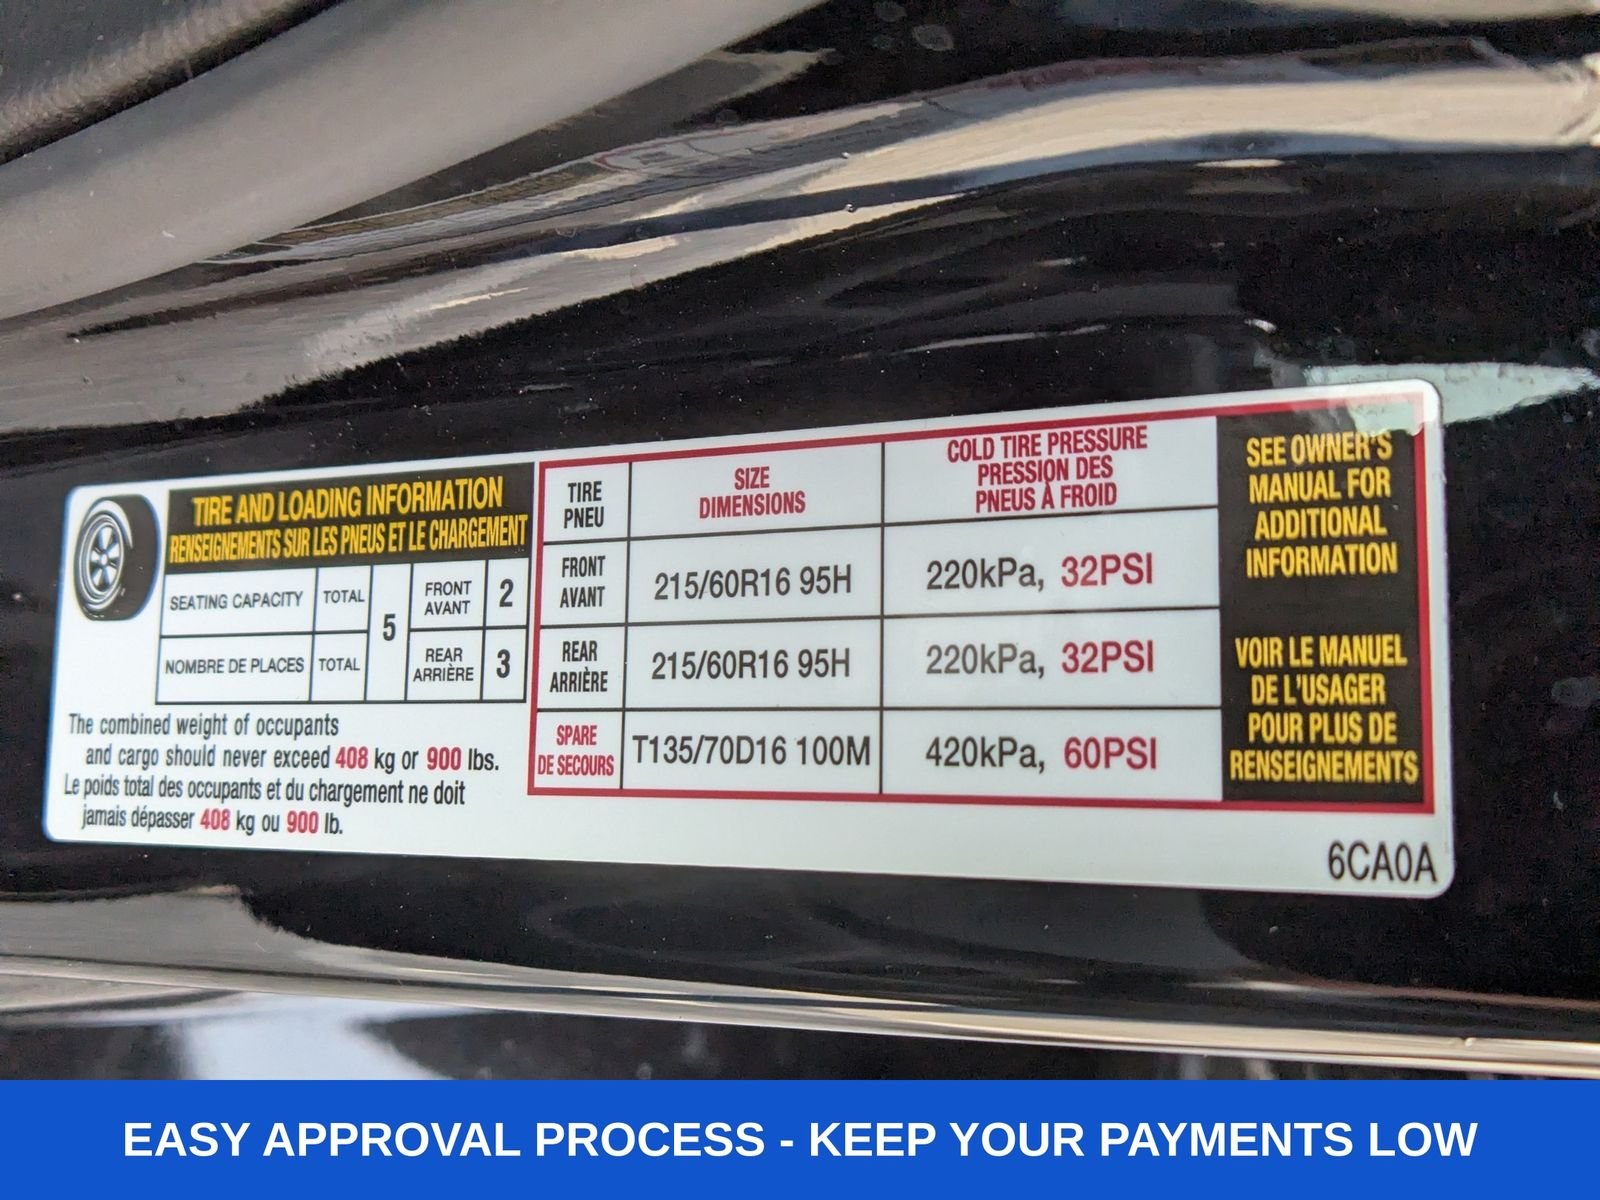 TIRE AND LOADING INFORMATION
RENSEIGNEMENTS SUR LES PNEUS ET LE CHARGEMENT
SEATING CAPACITY TOTAL 5 FRONT AVANT 2
NOMBRE DE PLACES TOTAL REAR ARRIÈRE 3
The combined weight of occupants
and cargo should never exceed 408 kg or 900 lbs.
Le poids total des occupants et du chargement ne doit
jamais dépasser 408 kg ou 900 lb.
TIRE
PNEU
SIZE
DIMENSIONS
COLD TIRE PRESSURE
PRESSION DES
PNEUS À FROID
FRONT
AVANT
215/60R16 95H
220kPa, 32PSI
REAR
ARRIÈRE
215/60R16 95H
220kPa, 32PSI
SPARE
DE SECOURS
T135/70D16 100M
420kPa, 60PSI
SEE OWNER'S
MANUAL FOR
ADDITIONAL
INFORMATION
VOIR LE MANUEL
DE L'USAGER
POUR PLUS DE
RENSEIGNEMENTS
6CA0A
EASY APPROVAL PROCESS - KEEP YOUR PAYMENTS LOW